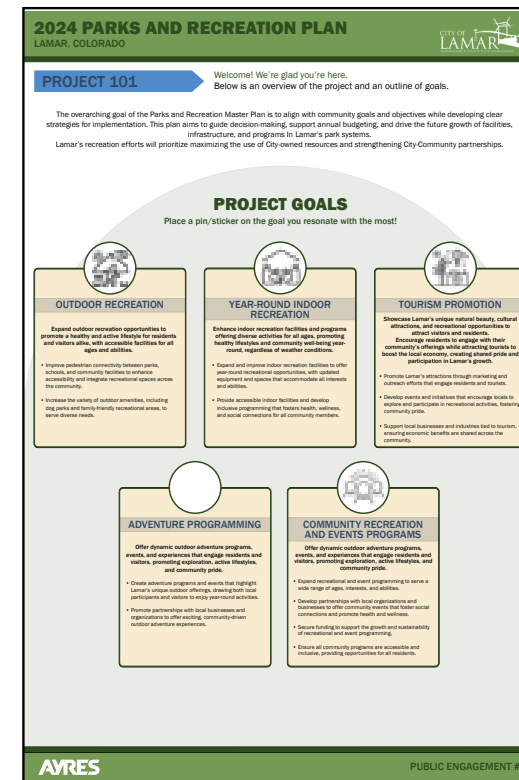 2024 PARKS AND RECREATION PLAN
LAMAR, COLORADO
CITY OF
LAMAR
PROJECT 101
Welcome! We're glad you're here.
Below is an overview of the project and an outline of goals.
The overarching goal of the Parks and Recreation Master Plan is to align with community goals and objectives while developing clear
strategies for implementation. This plan aims to guide decision-making, support annual budgeting, and drive the future growth of facilities,
infrastructure, and programs In Lamar's park systems.
Lamar's recreation efforts will prioritize maximizing the use of City-owned resources and strengthening City-Community partnerships.
PROJECT GOALS
Place a pin/sticker on the goal you resonate with the most!
OUTDOOR RECREATION
Expand outdoor recreation opportunities to
promote a healthy and active lifestyle for residents
and visitors alike, with accessible facilities for all
ages and abilities.
• Improve pedestrian connectivity between parks,
schools, and community facilities to enhance
accessibility and integrate recreational spaces across
the community.
• Increase the variety of outdoor amenities, including
dog parks and family-friendly recreational areas, to
serve diverse needs.
YEAR-ROUND INDOOR
RECREATION
Enhance indoor recreation facilities and programs
offering diverse activities for all ages, promoting
healthy lifestyles and community well-being year-
round, regardless of weather conditions.
• Expand and improve indoor recreation facilities to offer
year-round recreational opportunities, with updated
equipment and spaces that accommodate all interests
and abilities.
• Provide accessible indoor facilities and develop
inclusive programming that fosters health, wellness,
and social connections for all community members.
TOURISM PROMOTION
Showcase Lamar's unique natural beauty, cultural
attractions, and recreational opportunities to
attract visitors and residents.
Encourage residents to engage with their
community's offerings while attracting tourists to
boost the local economy, creating shared pride and
participation in Lamar's growth.
• Promote Lamar's attractions through marketing and
outreach efforts that engage residents and tourists.
• Develop events and initiatives that encourage locals to
explore and participate in recreational activities, fostering
community pride.
• Support local businesses and industries tied to tourism,
ensuring economic benefits are shared across the
community.
ADVENTURE PROGRAMMING
Offer dynamic outdoor adventure programs,
events, and experiences that engage residents and
visitors, promoting exploration, active lifestyles,
and community pride.
• Create adventure programs and events that highlight
Lamar's unique outdoor offerings, drawing both local
participants and visitors to enjoy year-round activities.
• Promote partnerships with local businesses and
organizations to offer exciting, community-driven
outdoor adventure experiences.
COMMUNITY RECREATION
AND EVENTS PROGRAMS
Offer dynamic outdoor adventure programs,
events, and experiences that engage residents and
visitors, promoting exploration, active lifestyles, and
community pride.
• Expand recreational and event programming to serve a
wide range of ages, interests, and abilities.
• Develop partnerships with local organizations and
businesses to offer community events that foster social
connections and promote health and wellness.
• Secure funding to support the growth and sustainability
of recreational and event programming.
• Ensure all community programs are accessible and
inclusive, providing opportunities for all residents.
AYRES
PUBLIC ENGAGEMENT #